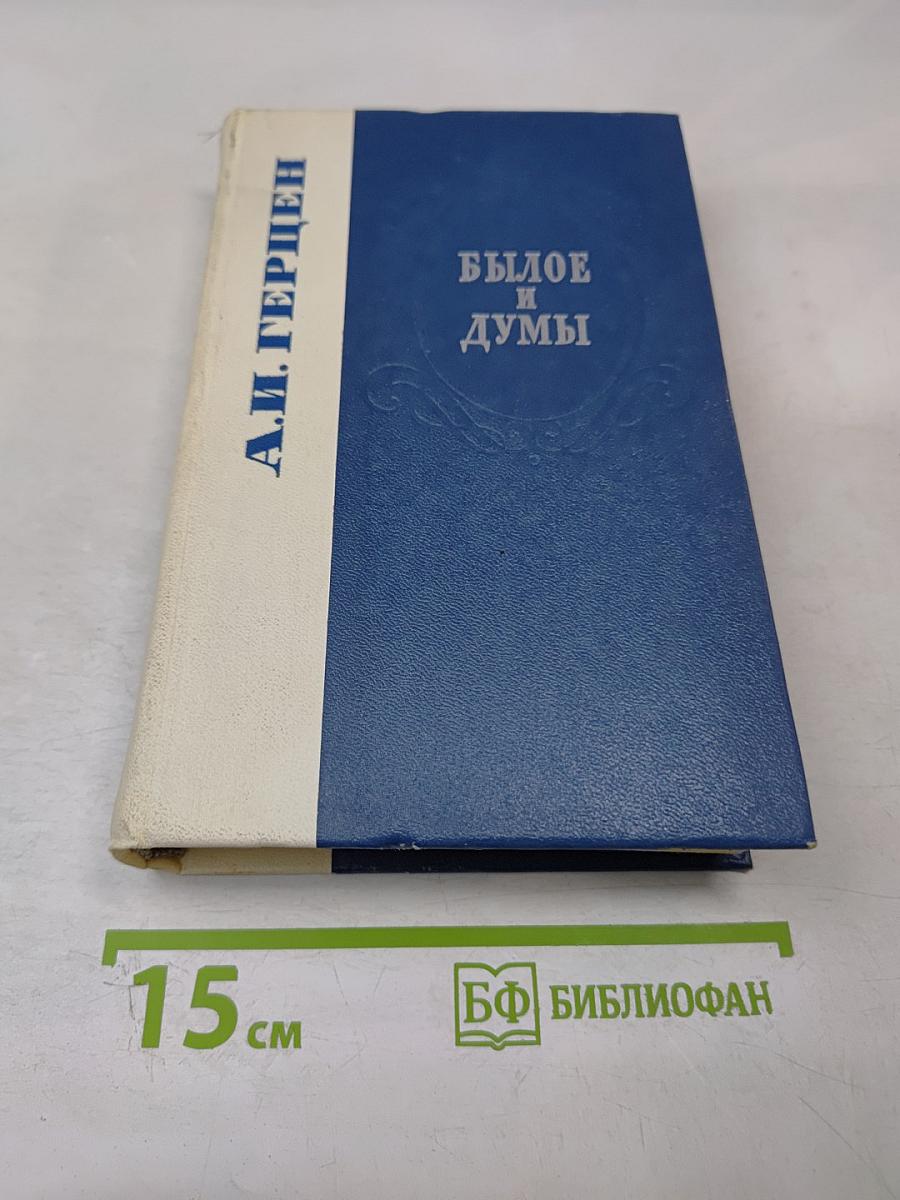 А.И. ГЕРЦЕН
БЫЛОЕ
И
ДУМЫ
15 см
БФ БИБЛИОФАН